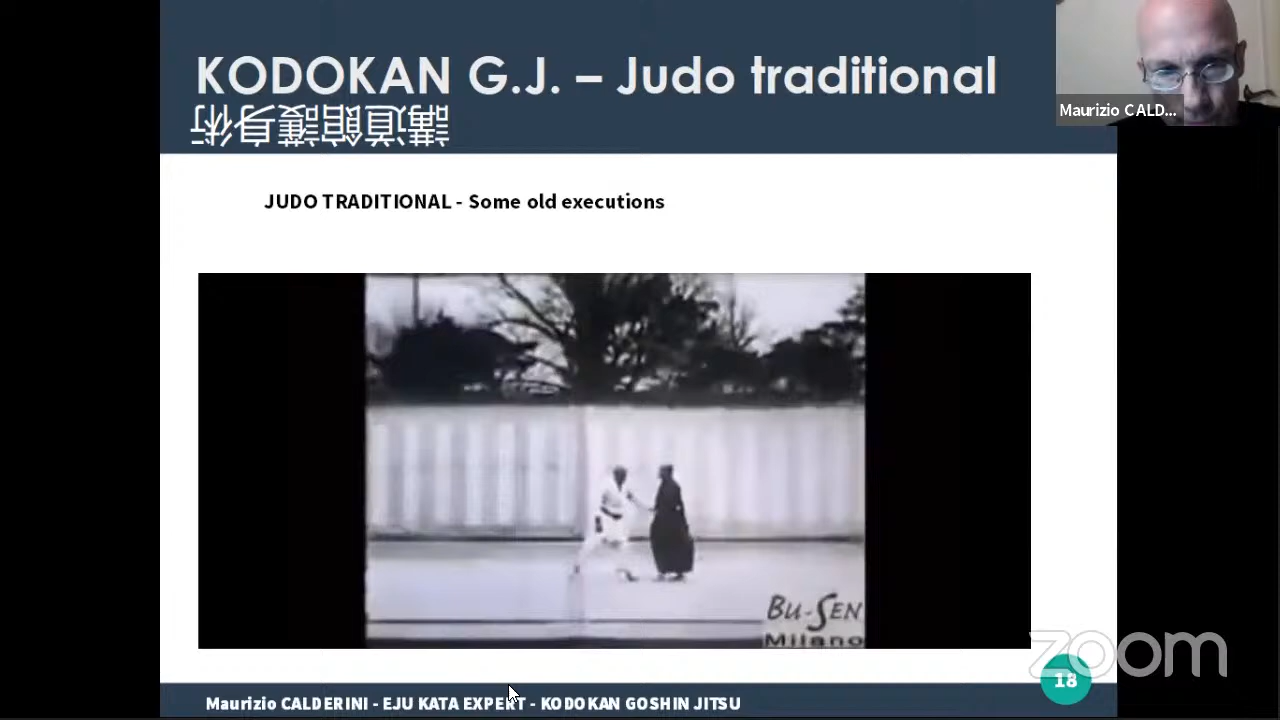 KODOKAN G.J. – Judo traditional
講道館護身術
Maurizio CALD...
JUDO TRADITIONAL - Some old executions
BU-SEN
Milano
zoom
18
Maurizio CALDERINI - EJU KATA EXPERT - KODOKAN GOSHIN JITSU